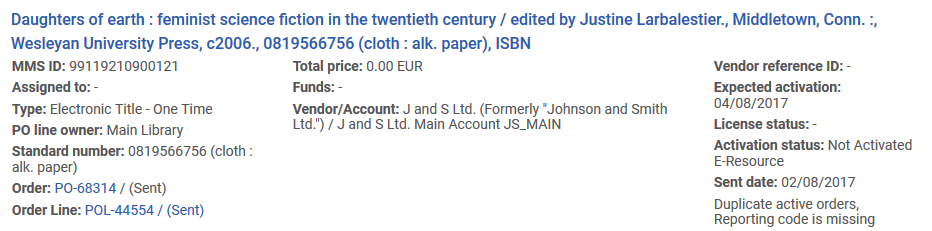 Daughters of earth : feminist science fiction in the twentieth century / edited by Justine Larbalestier., Middletown, Conn. :,
Wesleyan University Press, c2006., 0819566756 (cloth : alk. paper), ISBN
MMS ID: 99119210900121
Assigned to: -
Type: Electronic Title - One Time
PO line owner: Main Library
Standard number: 0819566756 (cloth :
alk. paper)
Order: PO-68314 / (Sent)
Order Line: POL-44554 / (Sent)
Total price: 0.00 EUR
Funds: -
Vendor/Account: J and S Ltd. (Formerly "Johnson and Smith
Ltd.") / J and S Ltd. Main Account JS_MAIN
Vendor reference ID: -
Expected activation:
04/08/2017
License status: -
Activation status: Not Activated
E-Resource
Sent date: 02/08/2017
Duplicate active orders,
Reporting code is missing